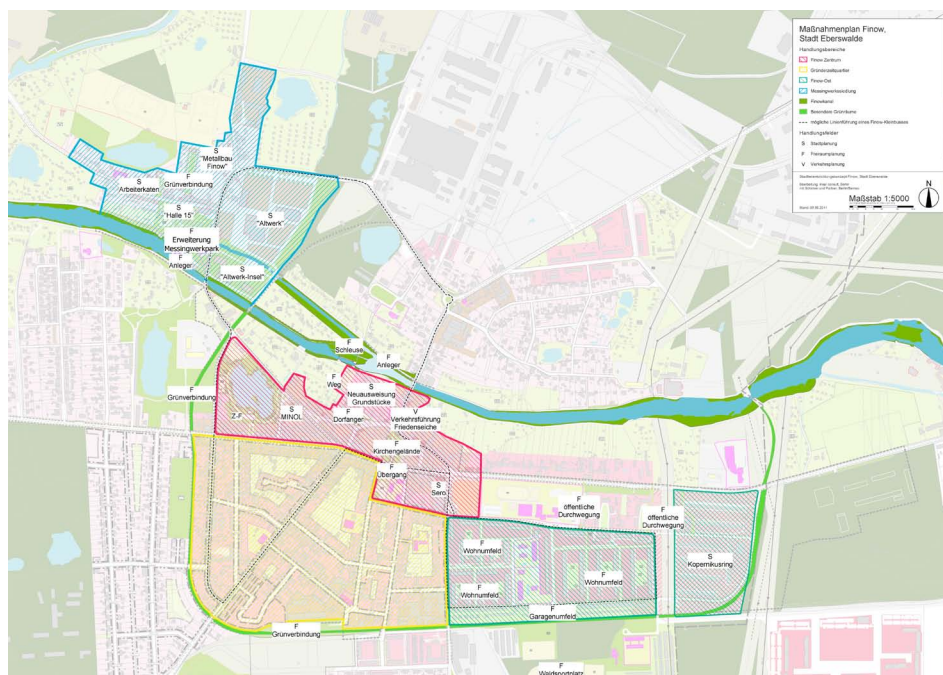 Maßnahmenplan Finow,
Stadt Eberswalde
Handlungsbereiche
Finow Zentrum
Gründerzeitquartier
Finow-Ost
Messingwerksiedlung
Finowkanal
Besondere Grünräume
mögliche Linienführung eines Finow-Kleinbusses
Handlungsfelder
S Stadtplanung
F Freiraumplanung
V Verkehrsplanung
Maßstab 1:5000
N
S
"Metallbau
Finow"
S
Arbeiterkaten
F
Grünverbindung
S
"Halle 15"
S
"Altwerk"
F
Erweiterung
Messingwerkpark
F
Anleger
S
"Altwerk-Insel"
F
Schleuse
F
Anleger
F
Weg
S
Neuausweisung
Grundstücke
F
Grünverbindung
Z-F
S
MINOL
F
Dorfanger
V
Verkehrsführung
Friedenseiche
F
Kirchengelände
F
Übergang
S
Sero
F
öffentliche
Durchwegung
F
öffentliche
Durchwegung
F
Wohnumfeld
S
Kopernikusring
F
Wohnumfeld
F
Wohnumfeld
F
Garagenumfeld
F
Grünverbindung
F
Waldsportplatz